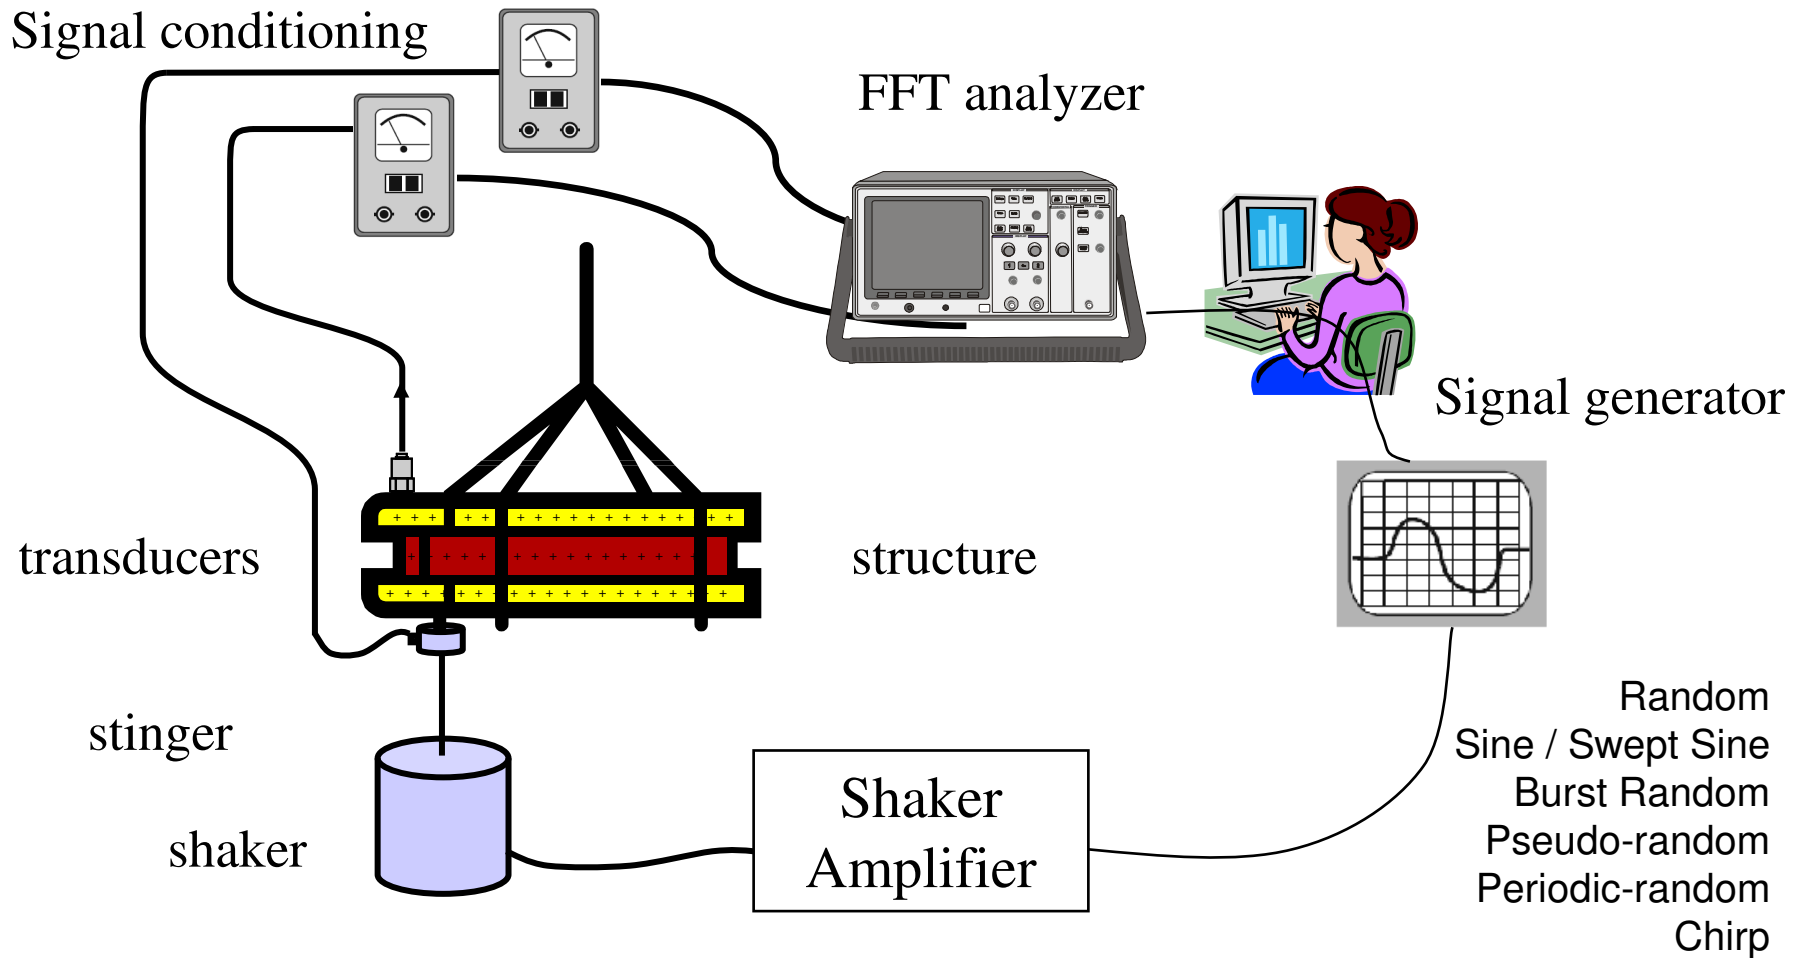 Signal conditioning
FFT analyzer
Signal generator
transducers
structure
stinger
shaker
Shaker
Amplifier
Random
Sine / Swept Sine
Burst Random
Pseudo-random
Periodic-random
Chirp